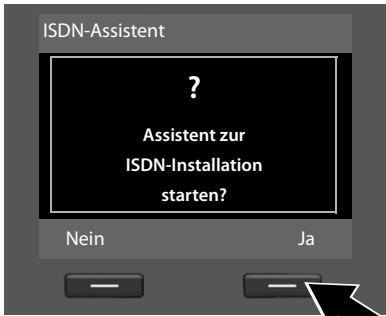 ISDN-Assistent
?
Assistent zur
ISDN-Installation
starten?
Nein Ja